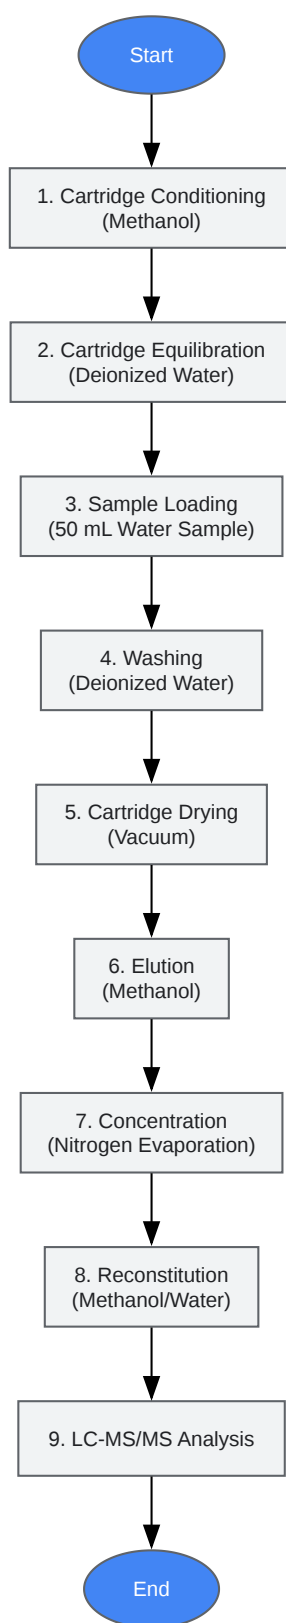 Start
1. Cartridge Conditioning
(Methanol)
2. Cartridge Equilibration
(Deionized Water)
3. Sample Loading
(50 mL Water Sample)
4. Washing
(Deionized Water)
5. Cartridge Drying
(Vacuum)
6. Elution
(Methanol)
7. Concentration
(Nitrogen Evaporation)
8. Reconstitution
(Methanol/Water)
9. LC-MS/MS Analysis
End